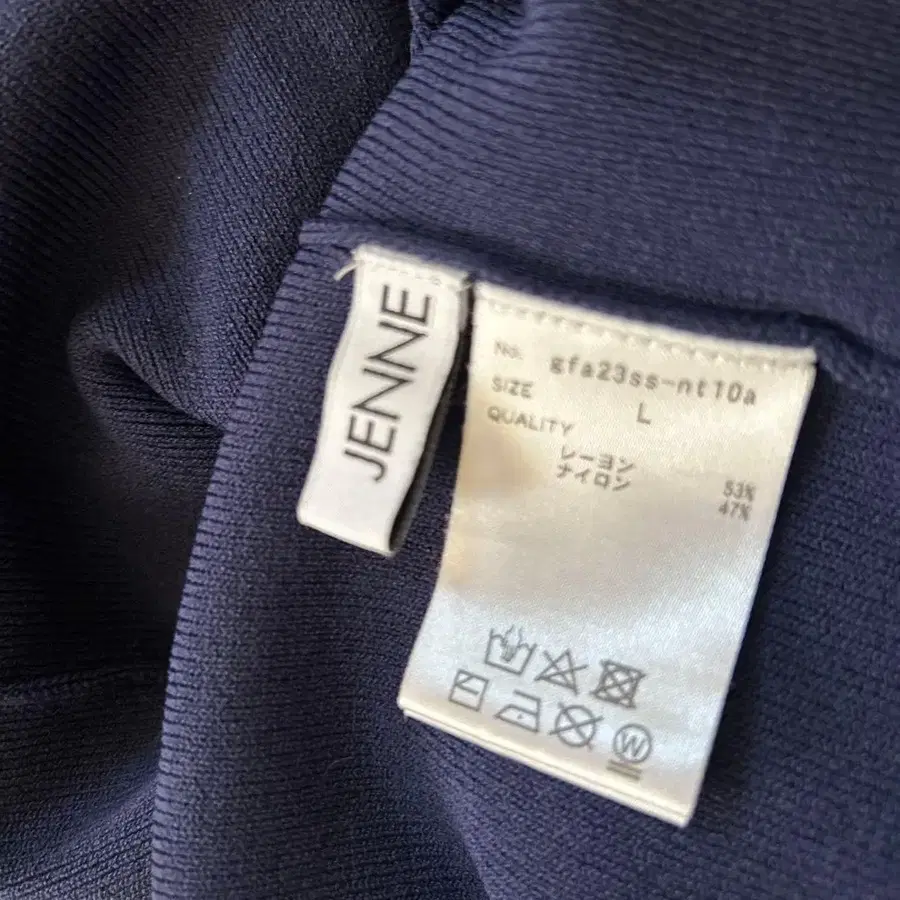 JENNE
No. gfa23ss-nt10a
SIZE L
QUALITY
レーヨン 53%
ナイロン 47%
W